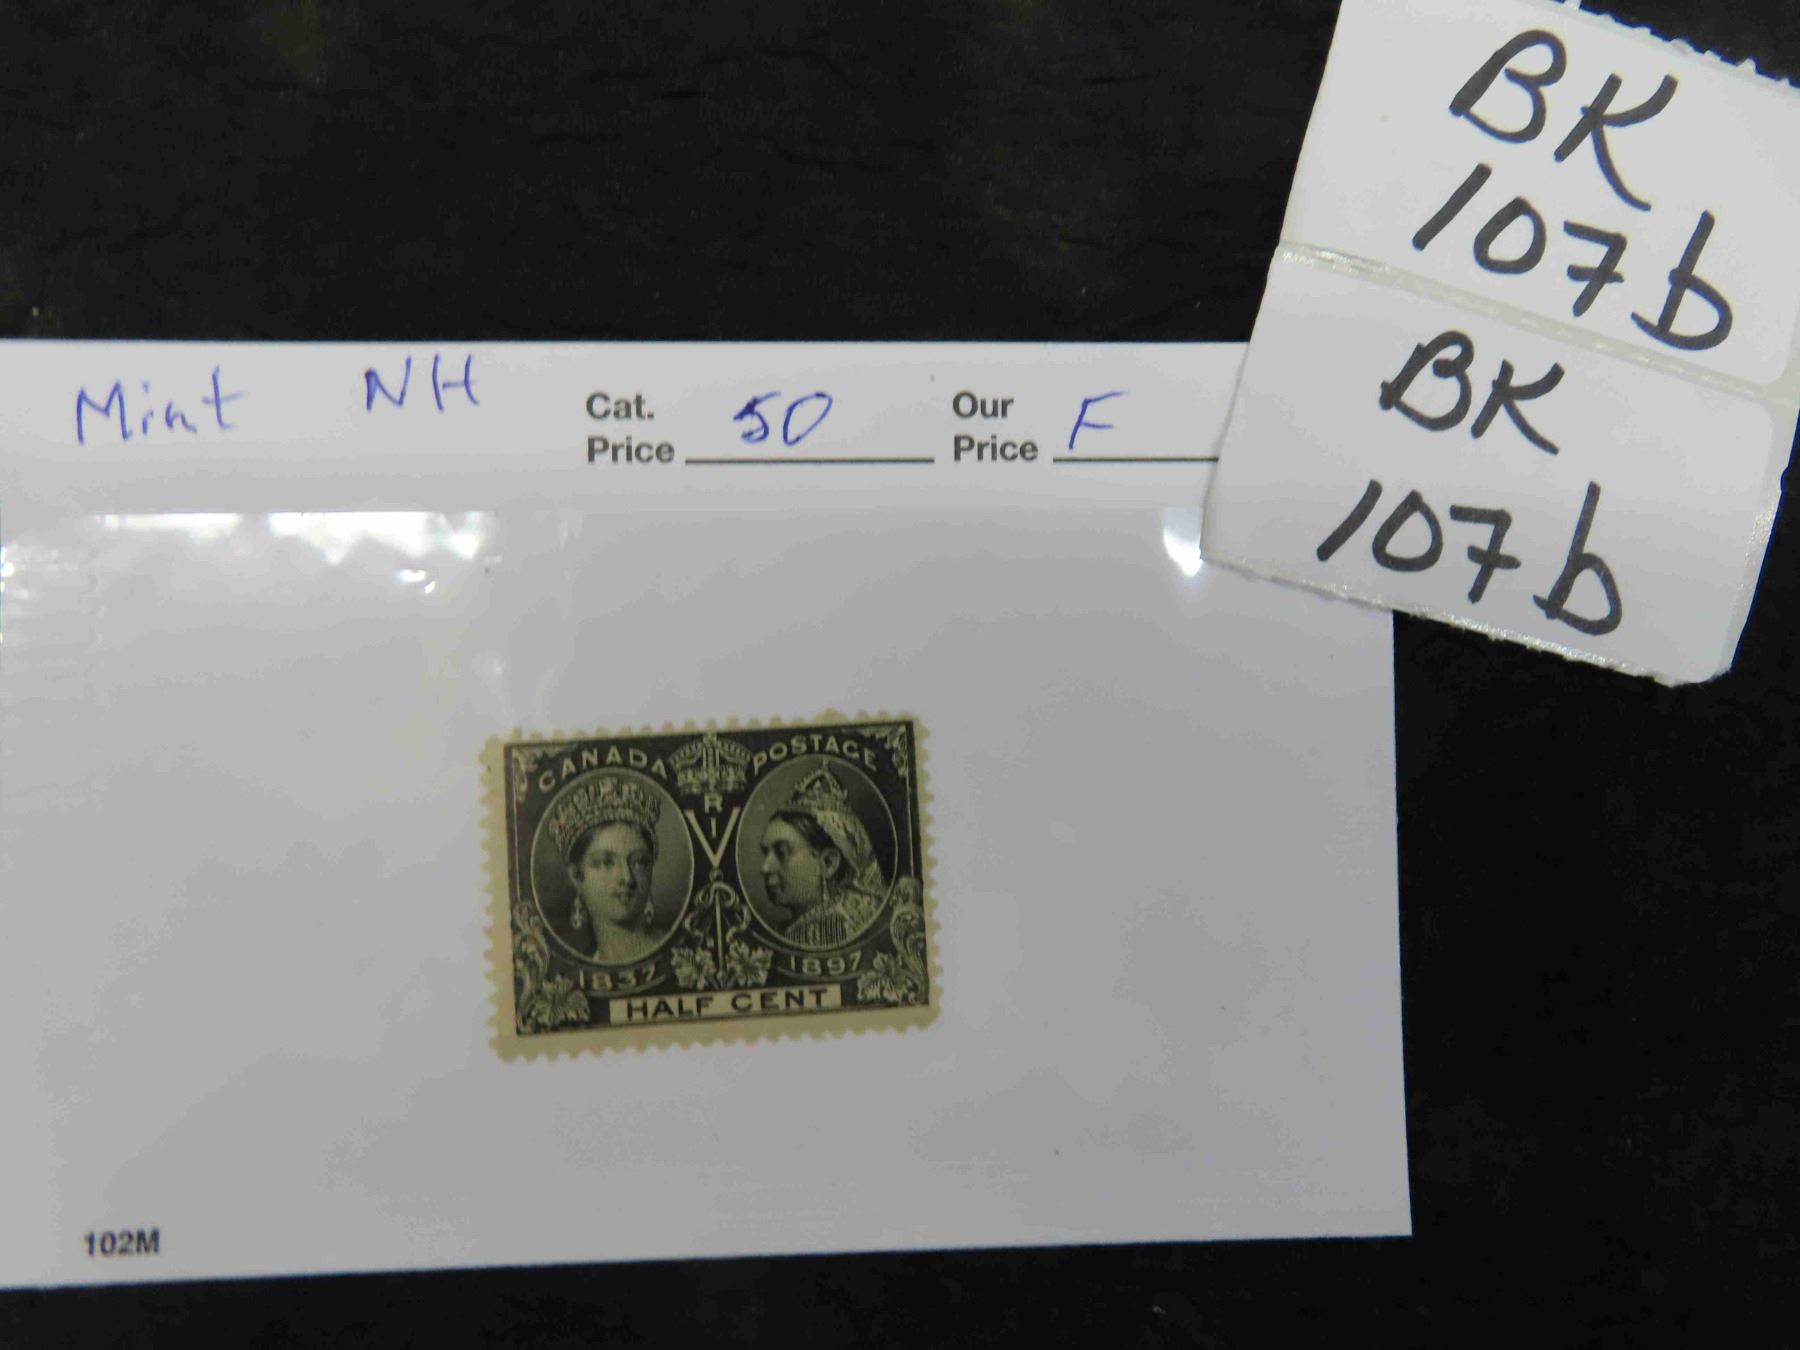 BK
107b
BK
107b
Mint NH
Cat. Price 50
Our Price F
CANADA POSTAGE
V R I
1837 1897
HALF CENT
102M